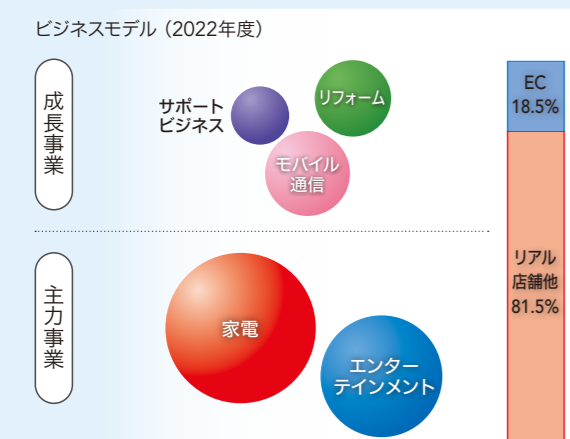 ビジネスモデル（2022年度）
成長事業
サポート
ビジネス
リフォーム
モバイル
通信
EC
18.5%
主力事業
家電
エンター
テインメント
リアル
店舗他
81.5%